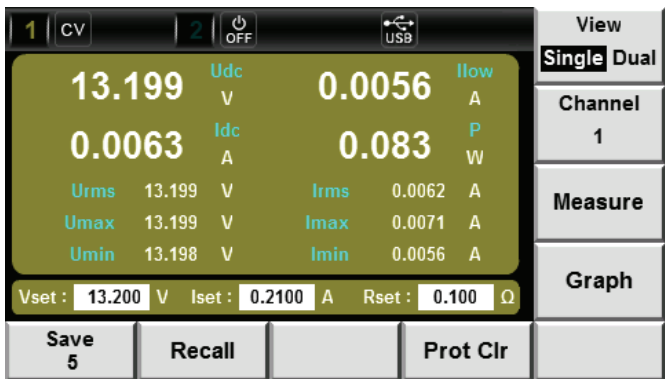 1 CV 2 OFF USB
View
Single Dual
13.199 Udc V 0.0056 Ilow A
Channel
1
0.0063 Idc A 0.083 P W
Urms 13.199 V Irms 0.0062 A
Measure
Umax 13.199 V Imax 0.0071 A
Umin 13.198 V Imin 0.0056 A
Graph
Vset : 13.200 V Iset : 0.2100 A Rset : 0.100 Ω
Save
5
Recall
Prot Clr